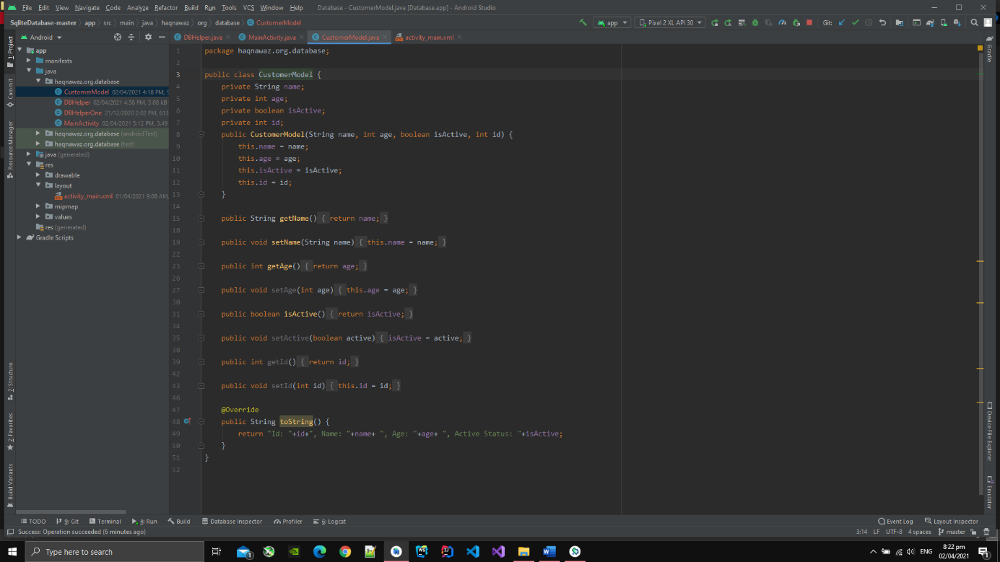 File Edit View Navigate Code Analyze Refactor Build Run Tools VCS Window Help Database - CustomerModel.java [Database.app] - Android Studio
SqliteDatabase-master app src main java haqnawaz org database CustomerModel app Pixel 2 XL API 30 Git:
Android DBHelper.java MainActivity.java CustomerModel.java activity_main.xml
1: Project
Commit
Resource Manager
Z: Structure
2: Favorites
Build Variants
app
manifests
java
haqnawaz.org.database
CustomerModel 02/04/2021 4:18 PM, 9
DBHelper 02/04/2021 4:58 PM, 3.08 kB
DBHelperOne 21/12/2020 2:02 PM, 613
MainActivity 02/04/2021 5:12 PM, 3.49
haqnawaz.org.database (androidTest)
haqnawaz.org.database (test)
java (generated)
res
drawable
layout
activity_main.xml 01/04/2021 9:08 AM,
mipmap
values
res (generated)
Gradle Scripts
1 package haqnawaz.org.database;
2
3 public class CustomerModel {
4 private String name;
5 private int age;
6 private boolean isActive;
7 private int id;
8 public CustomerModel(String name, int age, boolean isActive, int id) {
9 this.name = name;
10 this.age = age;
11 this.isActive = isActive;
12 this.id = id;
13 }
14
15 public String getName() { return name; }
18
19 public void setName(String name) { this.name = name; }
22
23 public int getAge() { return age; }
26
27 public void setAge(int age) { this.age = age; }
30
31 public boolean isActive() { return isActive; }
34
35 public void setActive(boolean active) { isActive = active; }
38
39 public int getId() { return id; }
42
43 public void setId(int id) { this.id = id; }
46
47 @Override
48 public String toString() {
49 return "Id: "+id+", Name: "+name+ ", Age: "+age+ ", Active Status: "+isActive;
50 }
51 }
52
Gradle
Device File Explorer
Emulator
TODO 9: Git Terminal 4: Run Build Database Inspector Profiler 6: Logcat Event Log Layout Inspector
Success: Operation succeeded (6 minutes ago) 3:14 LF UTF-8 4 spaces master
Type here to search 1 WS IJ W ENG 8:22 pm 02/04/2021 1